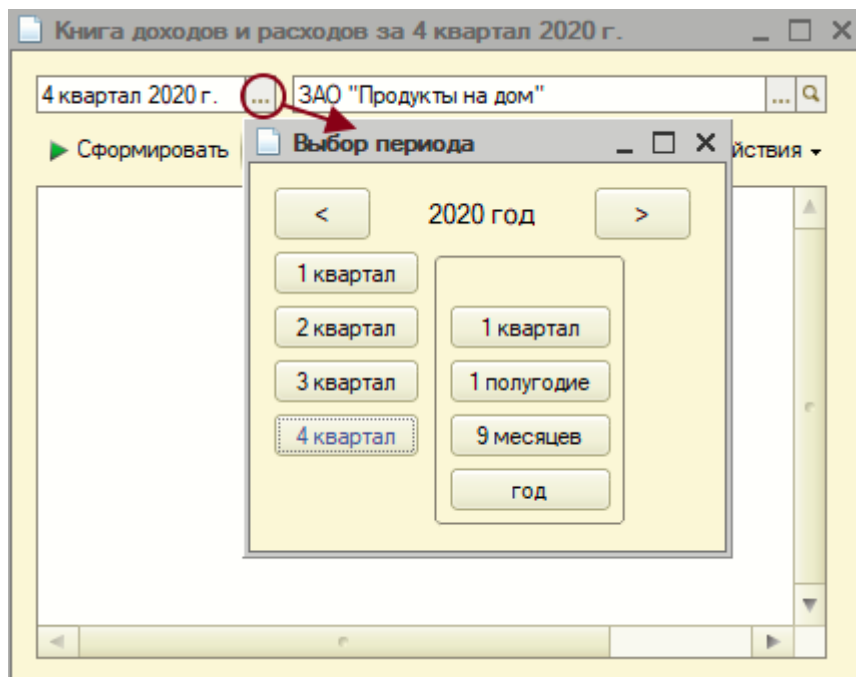 Книга доходов и расходов за 4 квартал 2020 г.
4 квартал 2020 г. ... ЗАО "Продукты на дом" ...
Сформировать
йствия
Выбор периода
< 2020 год >
1 квартал
2 квартал 1 квартал
3 квартал 1 полугодие
4 квартал 9 месяцев
год